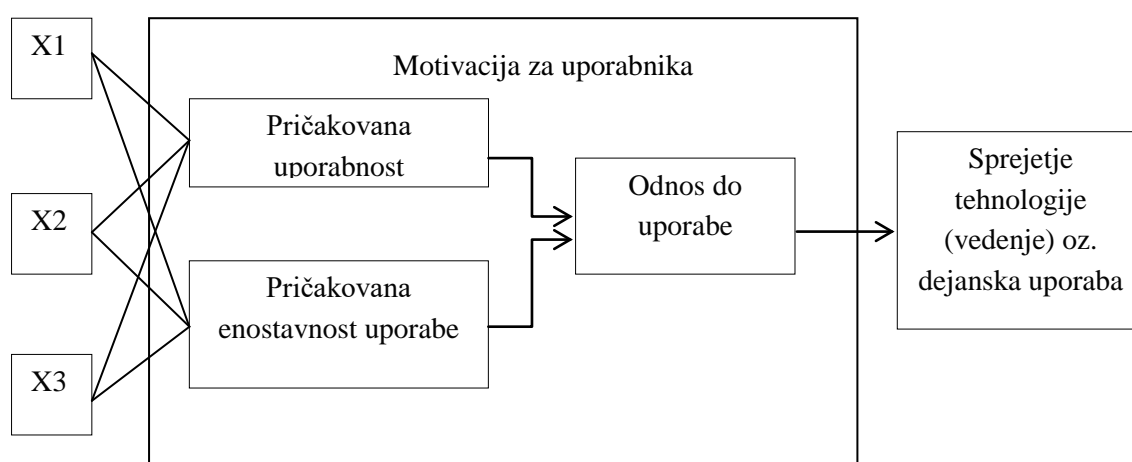 X1
Motivacija za uporabnika
Pričakovana
uporabnost
X2
Odnos do
uporabe
Sprejetje
tehnologije
(vedenje) oz.
dejanska uporaba
Pričakovana
enostavnost uporabe
X3